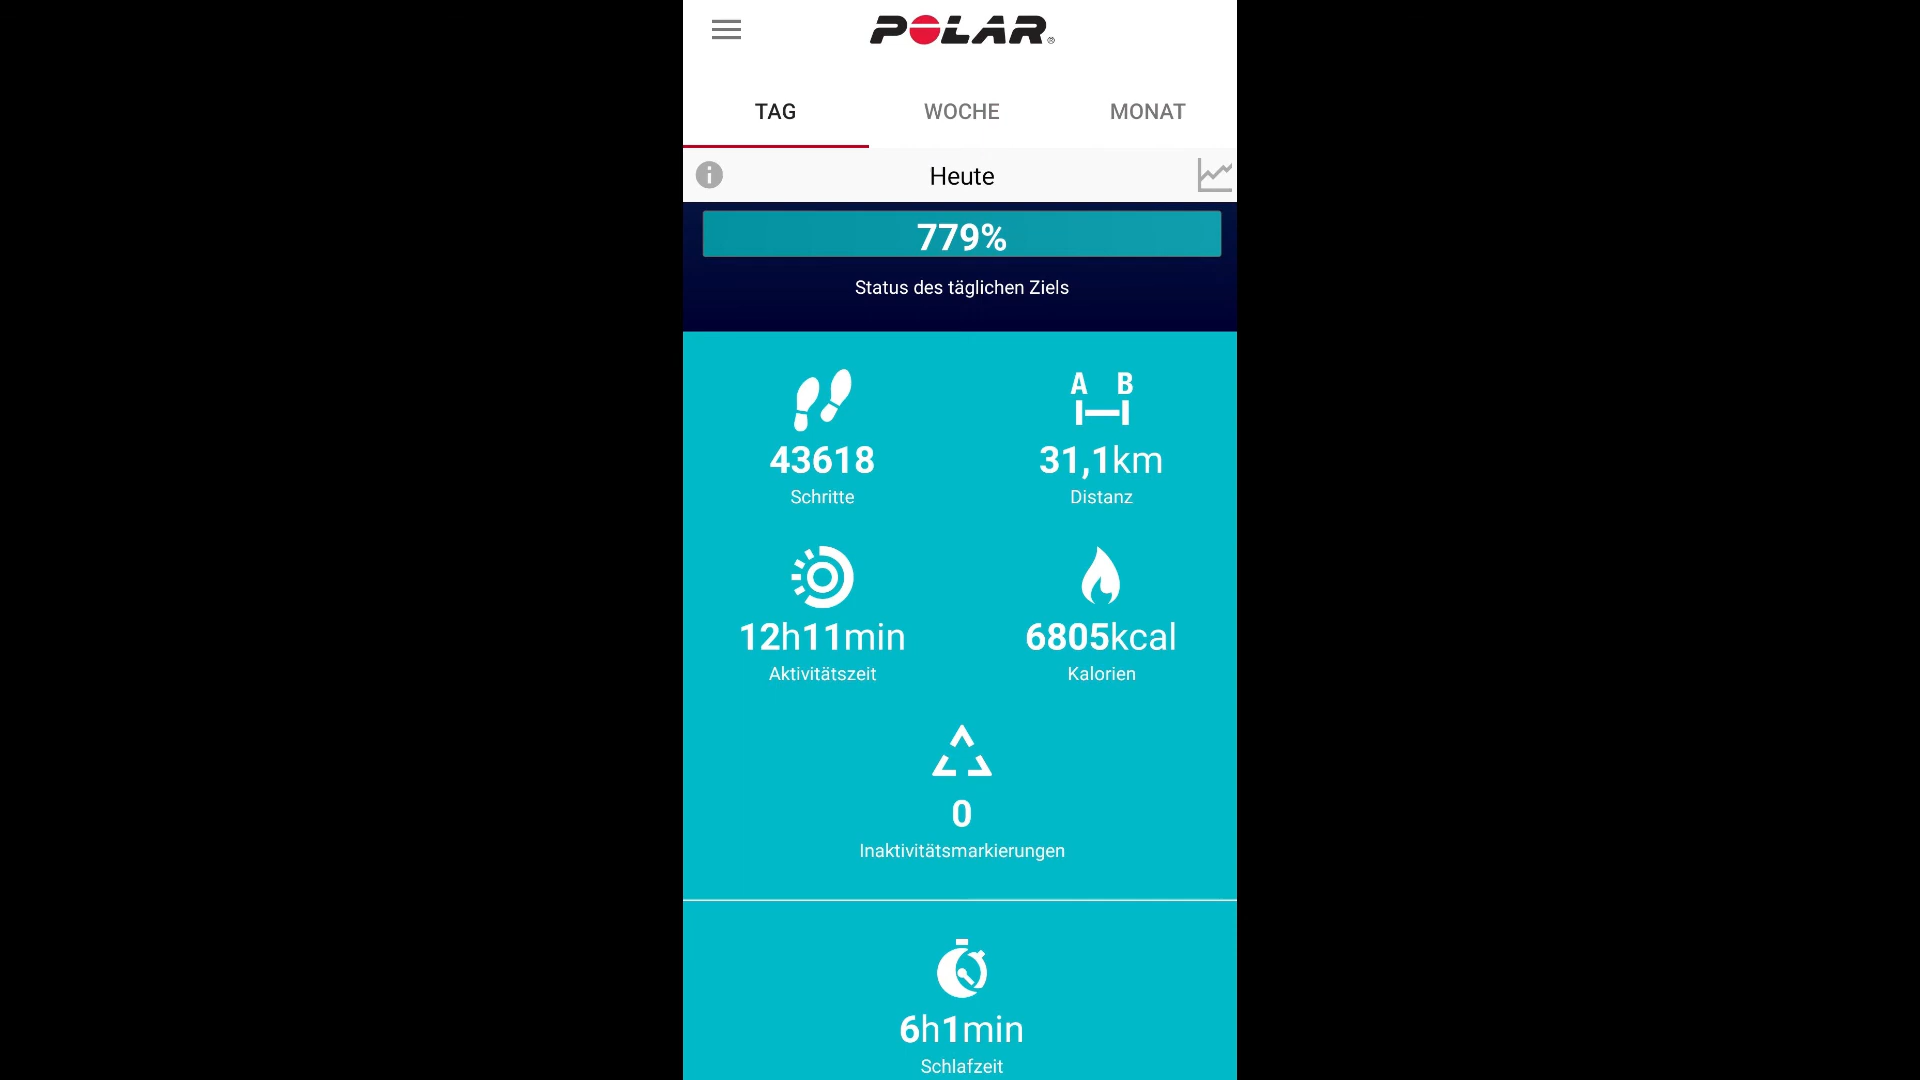 POLAR®
TAG WOCHE MONAT
Heute
779%
Status des täglichen Ziels
A B
43618 31,1km
Schritte Distanz
12h11min 6805kcal
Aktivitätszeit Kalorien
0
Inaktivitätsmarkierungen
6h1min
Schlafzeit